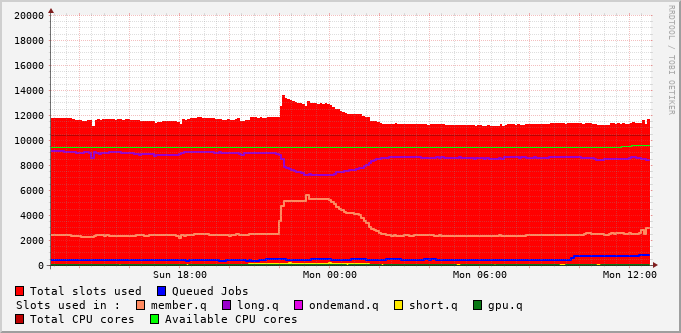 RRDTOOL / TOBI OETIKER
20000
18000
16000
14000
12000
10000
8000
6000
4000
2000
0
Sun 18:00 Mon 00:00 Mon 06:00 Mon 12:00
Total slots used Queued Jobs
Slots used in : member.q long.q ondemand.q short.q gpu.q
Total CPU cores Available CPU cores